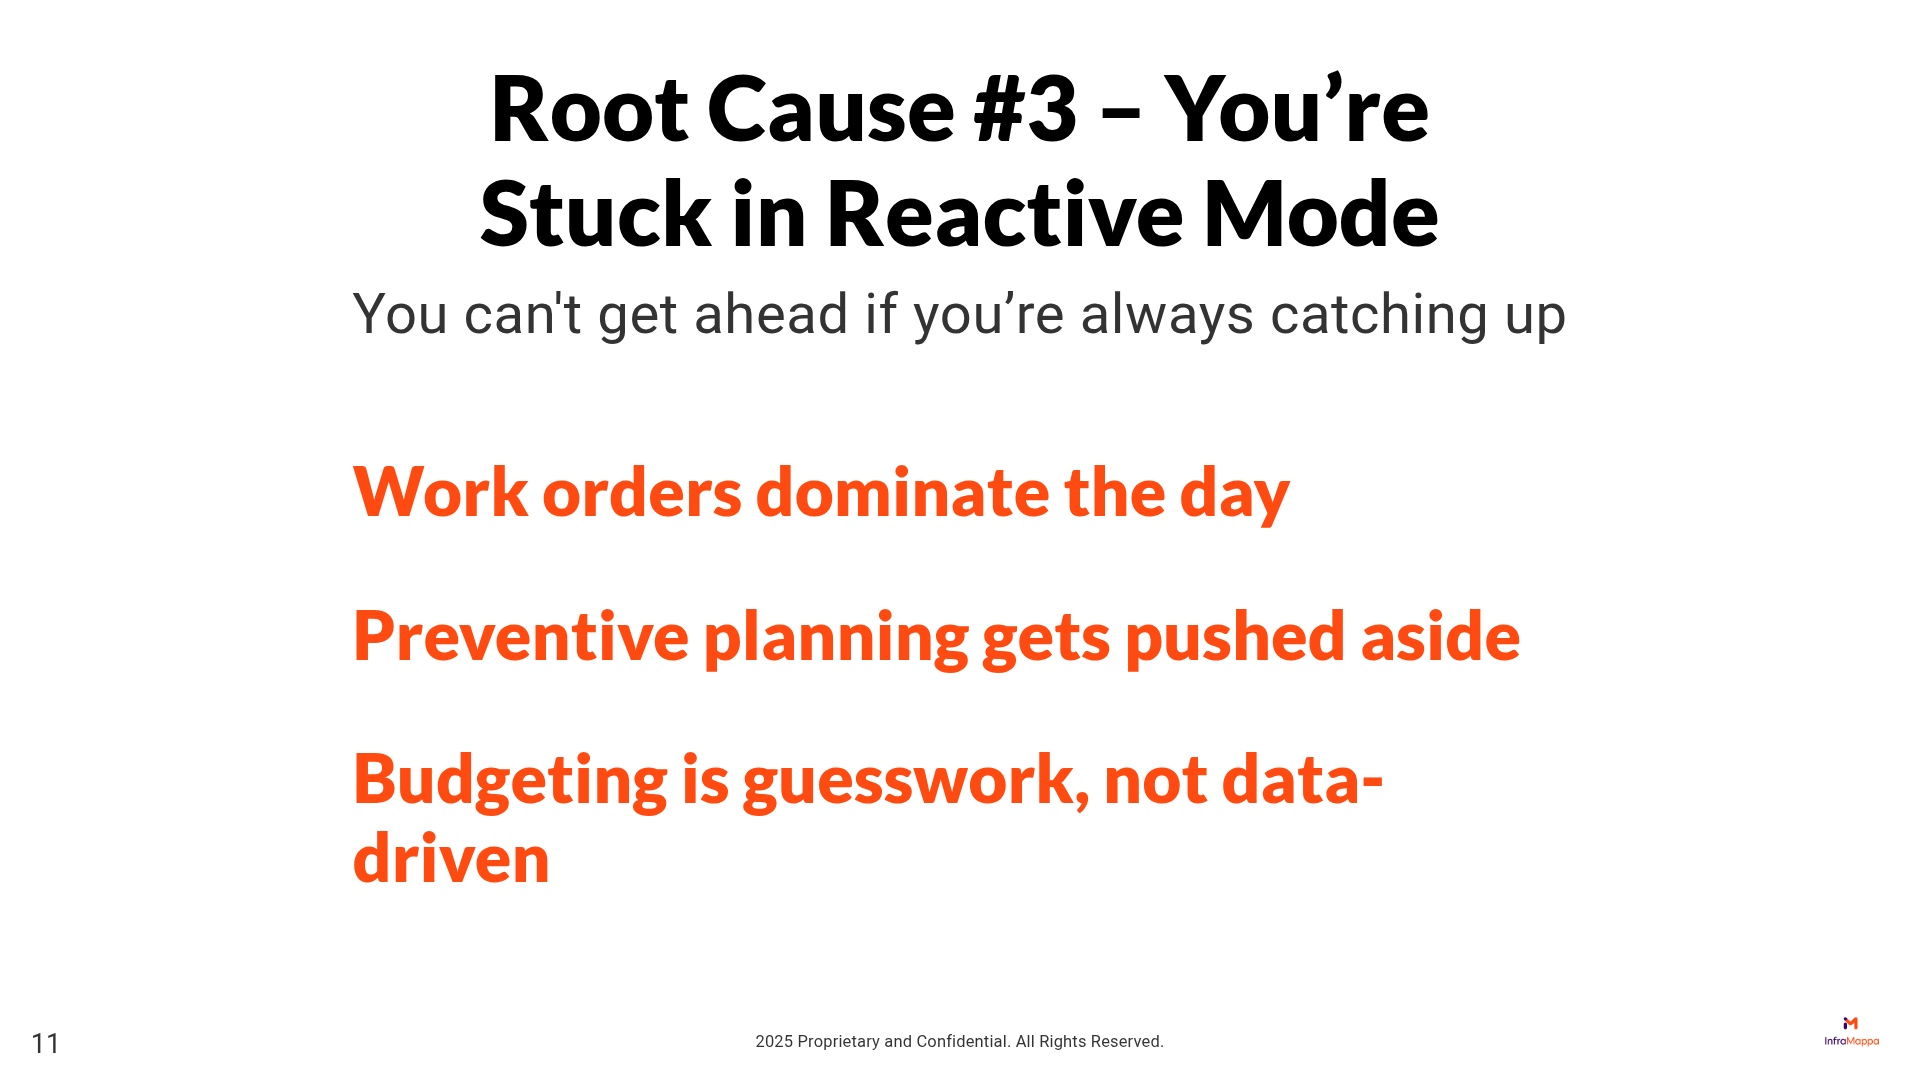 Root Cause #3 – You’re
Stuck in Reactive Mode
You can't get ahead if you’re always catching up
Work orders dominate the day
Preventive planning gets pushed aside
Budgeting is guesswork, not data-
driven
11
2025 Proprietary and Confidential. All Rights Reserved.
InfraMappa